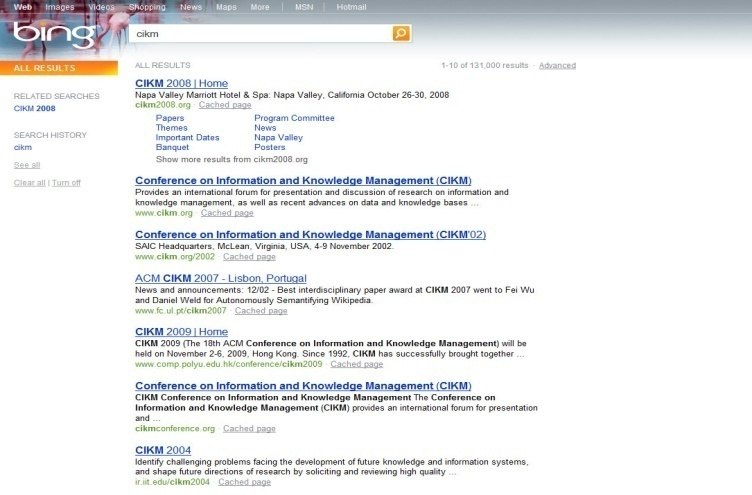 Web Images Videos Shopping News Maps More | MSN | Hotmail
bing
cikm
ALL RESULTS
RELATED SEARCHES
CIKM 2008
SEARCH HISTORY
cikm
See all
Clear all | Turn off
ALL RESULTS
1-10 of 131,000 results · Advanced
CIKM 2008 | Home
Napa Valley Marriott Hotel & Spa: Napa Valley, California October 26-30, 2008
cikm2008.org · Cached page
Papers Program Committee
Themes News
Important Dates Napa Valley
Banquet Posters
Show more results from cikm2008.org
Conference on Information and Knowledge Management (CIKM)
Provides an international forum for presentation and discussion of research on information and
knowledge management, as well as recent advances on data and knowledge bases ...
www.cikm.org · Cached page
Conference on Information and Knowledge Management (CIKM'02)
SAIC Headquarters, McLean, Virginia, USA, 4-9 November 2002.
www.cikm.org/2002 · Cached page
ACM CIKM 2007 - Lisbon, Portugal
News and announcements: 12/02 - Best interdisciplinary paper award at CIKM 2007 went to Fei Wu
and Daniel Weld for Autonomously Semantifying Wikipedia.
www.fc.ul.pt/cikm2007 · Cached page
CIKM 2009 | Home
CIKM 2009 (The 18th ACM Conference on Information and Knowledge Management) will be
held on November 2-6, 2009, Hong Kong. Since 1992, CIKM has successfully brought together ...
www.comp.polyu.edu.hk/conference/cikm2009 · Cached page
Conference on Information and Knowledge Management (CIKM)
CIKM Conference on Information and Knowledge Management The Conference on
Information and Knowledge Management (CIKM) provides an international forum for presentation
and ...
cikmconference.org · Cached page
CIKM 2004
Identify challenging problems facing the development of future knowledge and information systems,
and shape future directions of research by soliciting and reviewing high quality ...
ir.iit.edu/cikm2004 · Cached page